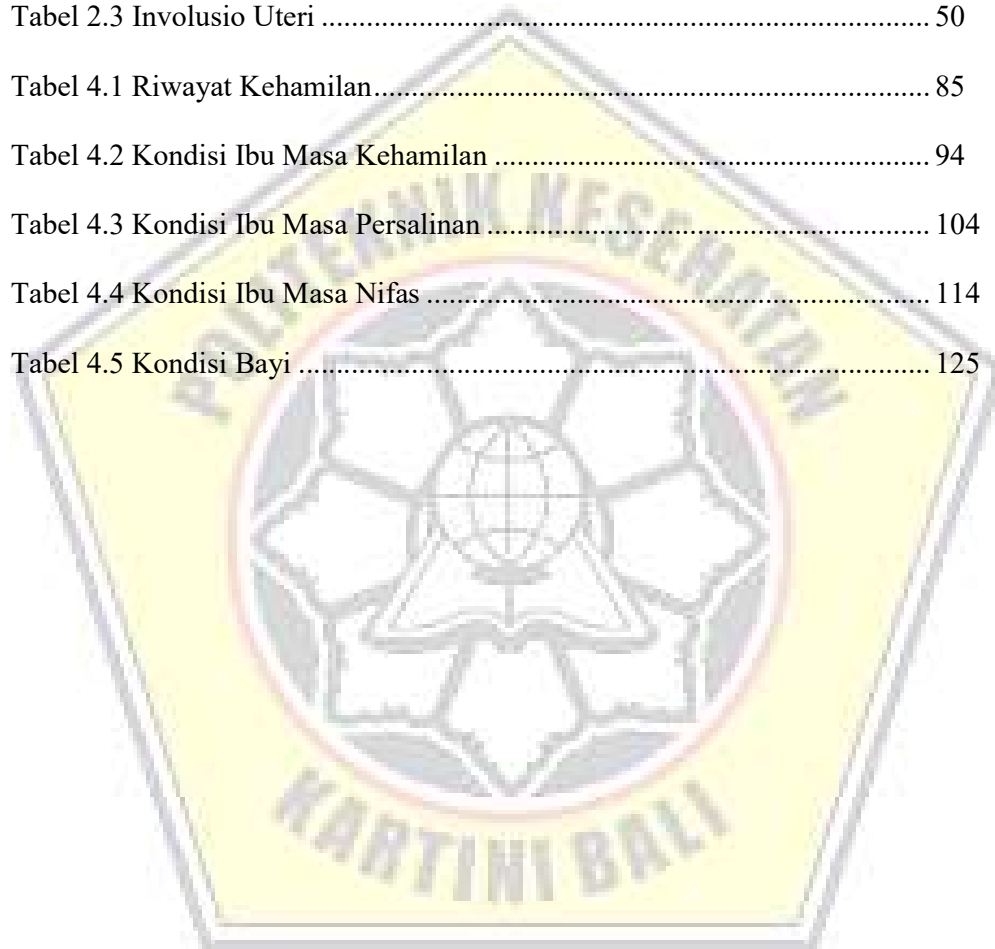 Tabel 2.3 Involusio Uteri ................................................................................ 50
Tabel 4.1 Riwayat Kehamilan......................................................................... 85
Tabel 4.2 Kondisi Ibu Masa Kehamilan ......................................................... 94
Tabel 4.3 Kondisi Ibu Masa Persalinan .......................................................... 104
Tabel 4.4 Kondisi Ibu Masa Nifas .................................................................. 114
Tabel 4.5 Kondisi Bayi ................................................................................... 125
POLITEKNIK KESEHATAN
KARTINI BALI